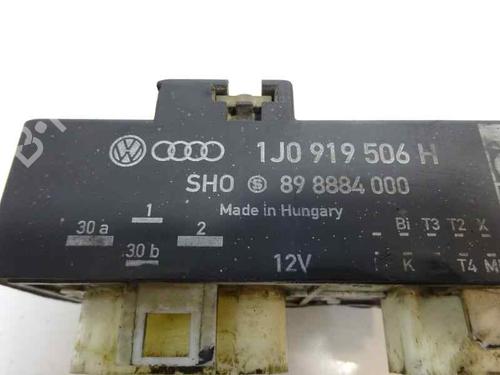 1J0 919 506 H
SHO S 89 8884 000
Made in Hungary
1
30 a
2
30 b
12V
Bi T3 T2 X
K T4